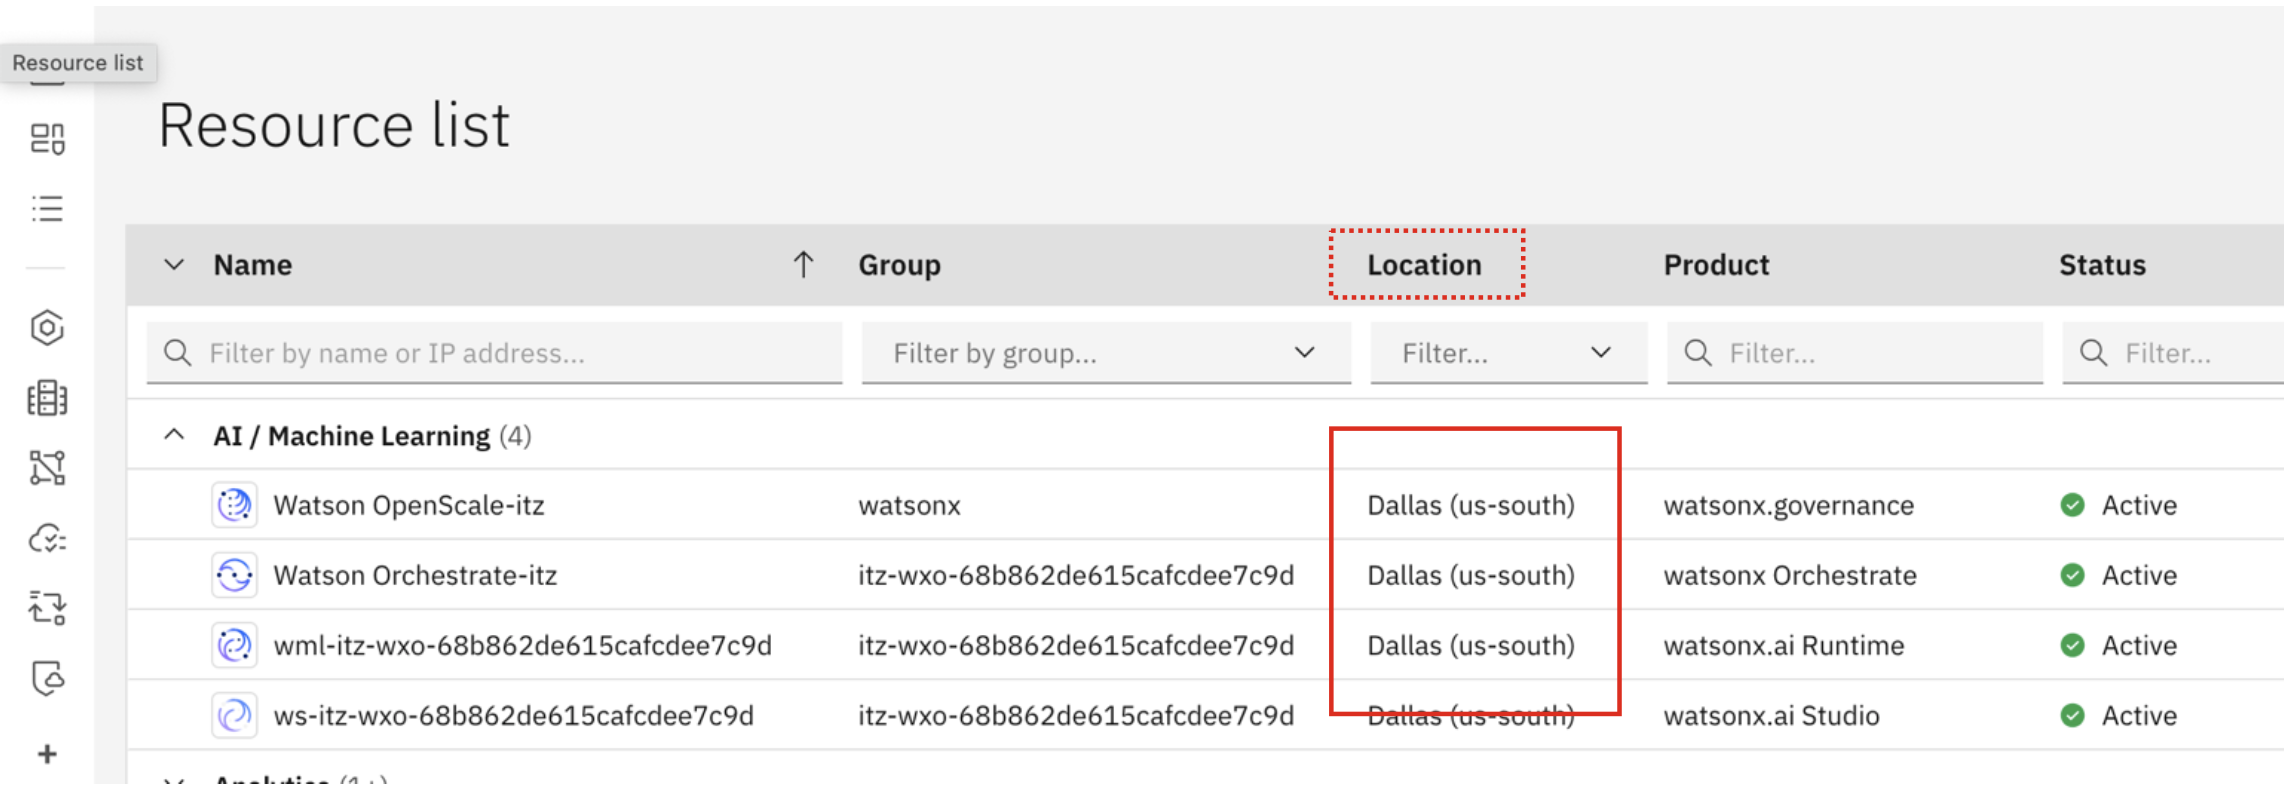 Resource list
Resource list
Name Group Location Product Status
Filter by name or IP address... Filter by group... Filter... Filter... Filter...
AI / Machine Learning (4)
Watson OpenScale-itz watsonx Dallas (us-south) watsonx.governance Active
Watson Orchestrate-itz itz-wxo-68b862de615cafcdee7c9d Dallas (us-south) watsonx Orchestrate Active
wml-itz-wxo-68b862de615cafcdee7c9d itz-wxo-68b862de615cafcdee7c9d Dallas (us-south) watsonx.ai Runtime Active
ws-itz-wxo-68b862de615cafcdee7c9d itz-wxo-68b862de615cafcdee7c9d Dallas (us-south) watsonx.ai Studio Active
Analytics (1+)